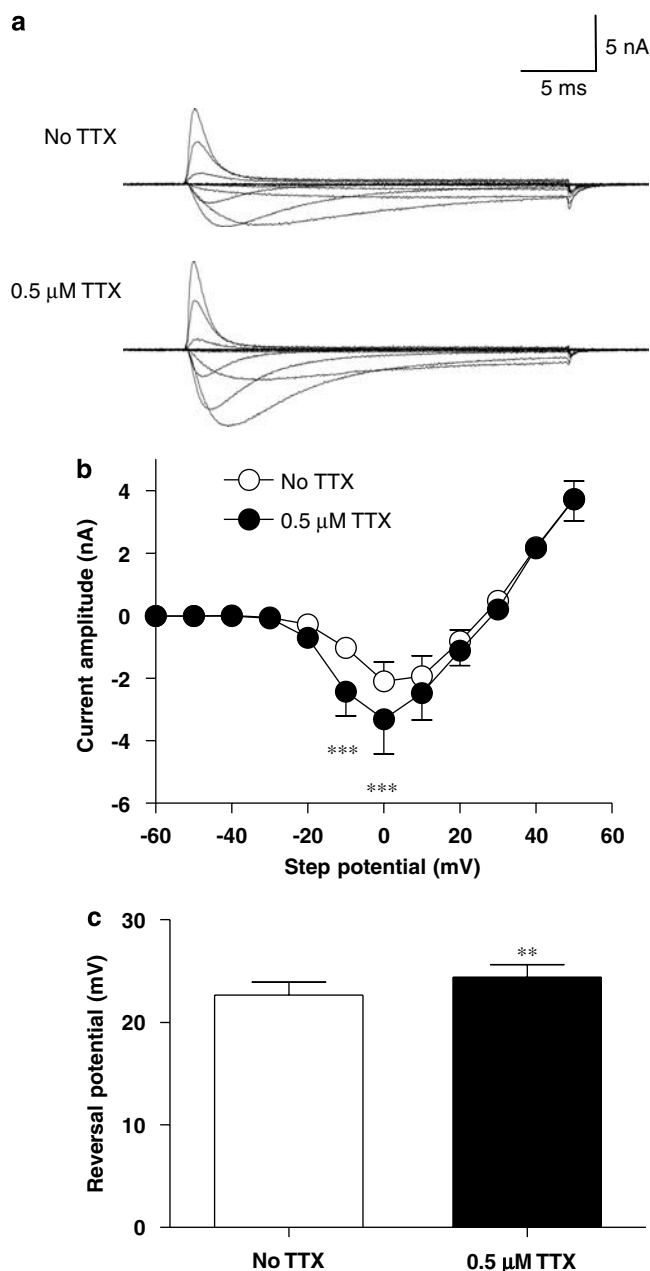 a
5 nA
5 ms
No TTX
0.5 μM TTX
b
No TTX
0.5 μM TTX
Current amplitude (nA)
4
2
0
-2
-4
-6
***
***
-60 -40 -20 0 20 40 60
Step potential (mV)
c
Reversal potential (mV)
30
20
10
0
**
No TTX 0.5 μM TTX